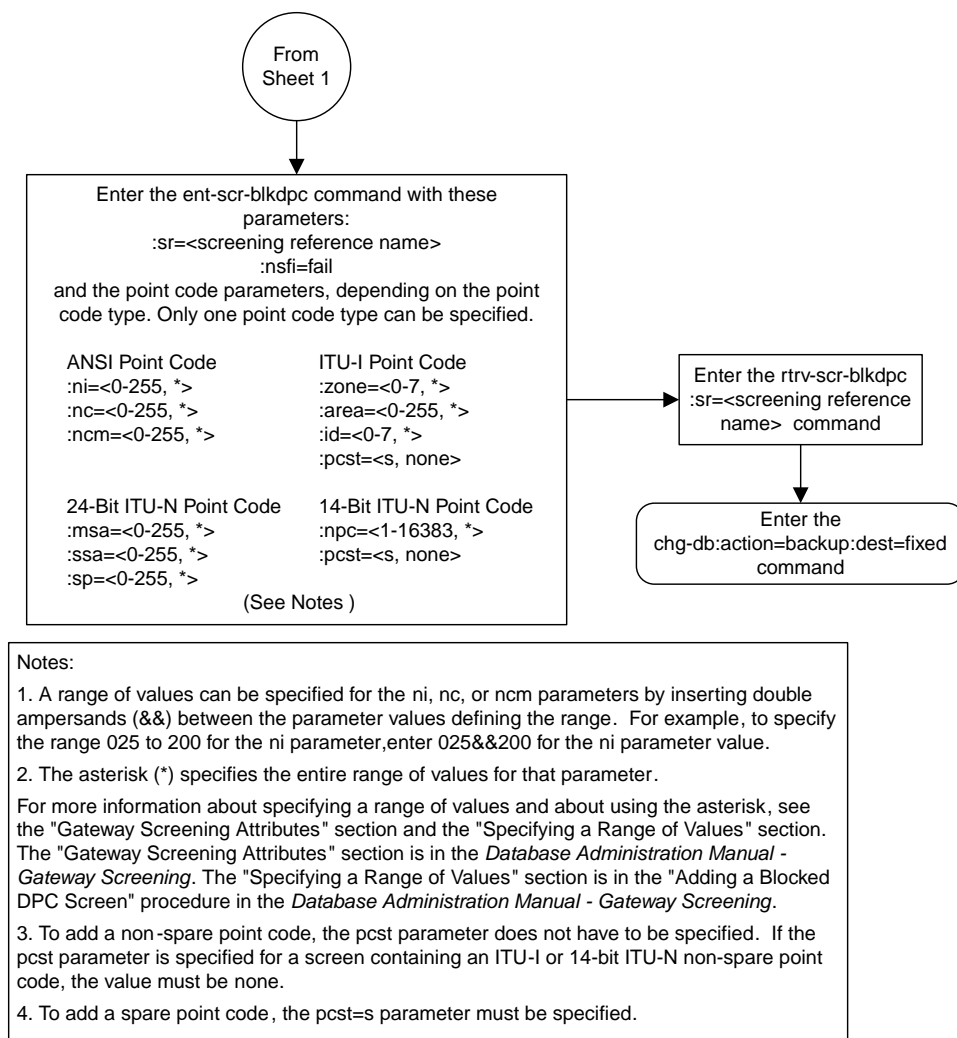 From
Sheet 1
Enter the ent-scr-blkdpc command with these
parameters:
:sr=<screening reference name>
:nsfi=fail
and the point code parameters, depending on the point
code type. Only one point code type can be specified.
ANSI Point Code
:ni=<0-255, *>
:nc=<0-255, *>
:ncm=<0-255, *>
ITU-I Point Code
:zone=<0-7, *>
:area=<0-255, *>
:id=<0-7, *>
:pcst=<s, none>
24-Bit ITU-N Point Code
:msa=<0-255, *>
:ssa=<0-255, *>
:sp=<0-255, *>
14-Bit ITU-N Point Code
:npc=<1-16383, *>
:pcst=<s, none>
(See Notes )
Enter the rtrv-scr-blkdpc
:sr=<screening reference
name> command
Enter the
chg-db:action=backup:dest=fixed
command
Notes:
1. A range of values can be specified for the ni, nc, or ncm parameters by inserting double
ampersands (&&) between the parameter values defining the range. For example, to specify
the range 025 to 200 for the ni parameter,enter 025&&200 for the ni parameter value.
2. The asterisk (*) specifies the entire range of values for that parameter.
For more information about specifying a range of values and about using the asterisk, see
the "Gateway Screening Attributes" section and the "Specifying a Range of Values" section.
The "Gateway Screening Attributes" section is in the Database Administration Manual -
Gateway Screening. The "Specifying a Range of Values" section is in the "Adding a Blocked
DPC Screen" procedure in the Database Administration Manual - Gateway Screening.
3. To add a non-spare point code, the pcst parameter does not have to be specified. If the
pcst parameter is specified for a screen containing an ITU-I or 14-bit ITU-N non-spare point
code, the value must be none.
4. To add a spare point code, the pcst=s parameter must be specified.